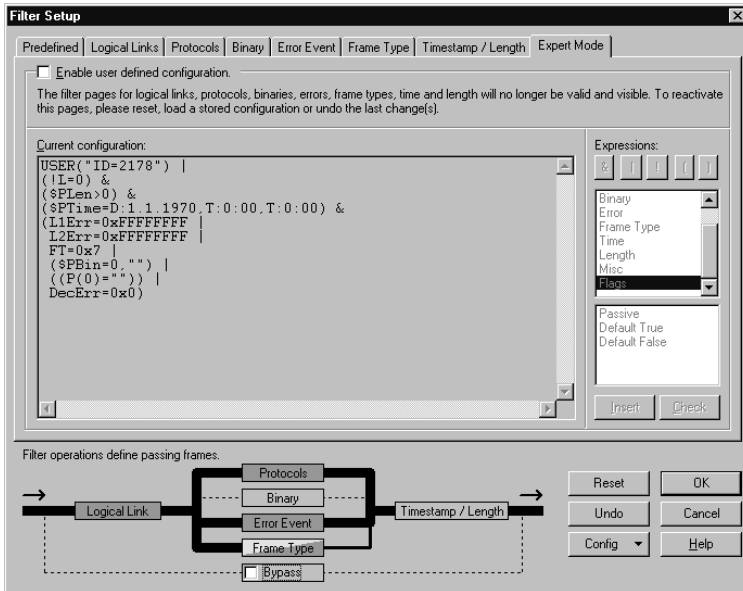 Filter Setup
Predefined Logical Links Protocols Binary Error Event Frame Type Timestamp / Length Expert Mode
Enable user defined configuration.
The filter pages for logical links, protocols, binaries, errors, frame types, time and length will no longer be valid and visible. To reactivate
this pages, please reset, load a stored configuration or undo the last change(s).
Current configuration:
USER("ID=2178") |
(!L=0) &
($PLen>0) &
($PTime=D:1.1.1970,T:0:00,T:0:00) &
(L1Err=0xFFFFFFFF |
L2Err=0xFFFFFFFF |
FT=0x7 |
($PBin=0,"") |
((P(0)="")) |
DecErr=0x0)
Expressions:
& | ! ( )
Binary
Error
Frame Type
Time
Length
Misc
Flags
Passive
Default True
Default False
Insert Check
Filter operations define passing frames.
Protocols
Binary
Logical Link
Timestamp / Length
Error Event
Frame Type
Bypass
Reset OK
Undo Cancel
Config Help